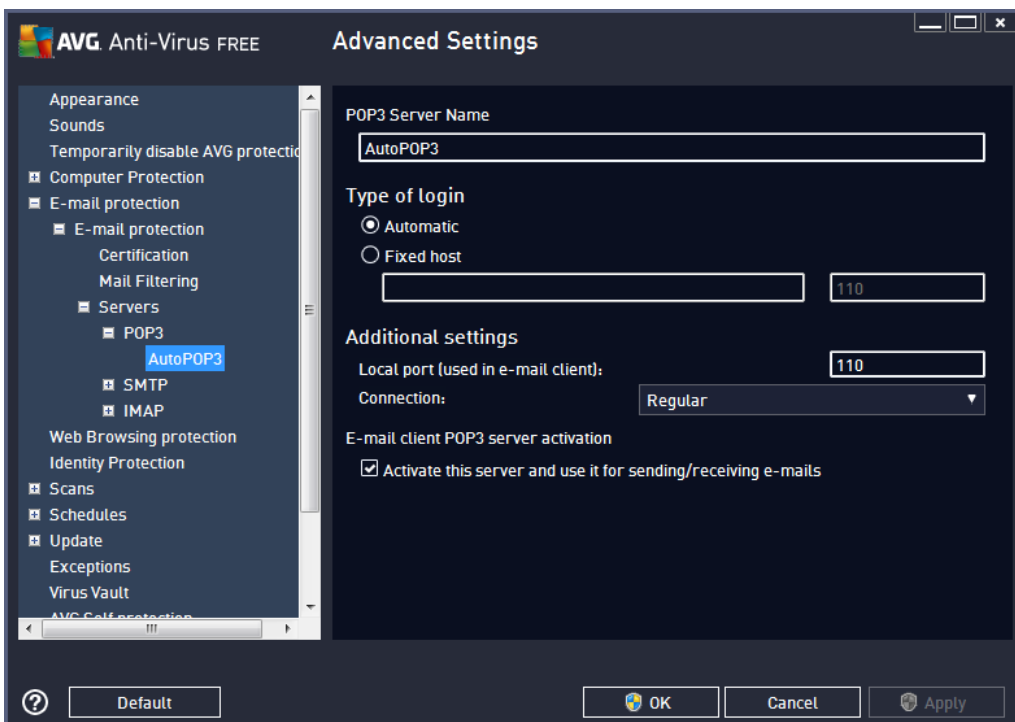 AVG. Anti-Virus FREE
Advanced Settings
Appearance
Sounds
Temporarily disable AVG protectio
Computer Protection
E-mail protection
E-mail protection
Certification
Mail Filtering
Servers
POP3
AutoPOP3
SMTP
IMAP
Web Browsing protection
Identity Protection
Scans
Schedules
Update
Exceptions
Virus Vault
AVG Self protection
POP3 Server Name
AutoPOP3
Type of login
Automatic
Fixed host
110
Additional settings
Local port (used in e-mail client): 110
Connection: Regular
E-mail client POP3 server activation
Activate this server and use it for sending/receiving e-mails
? Default OK Cancel Apply